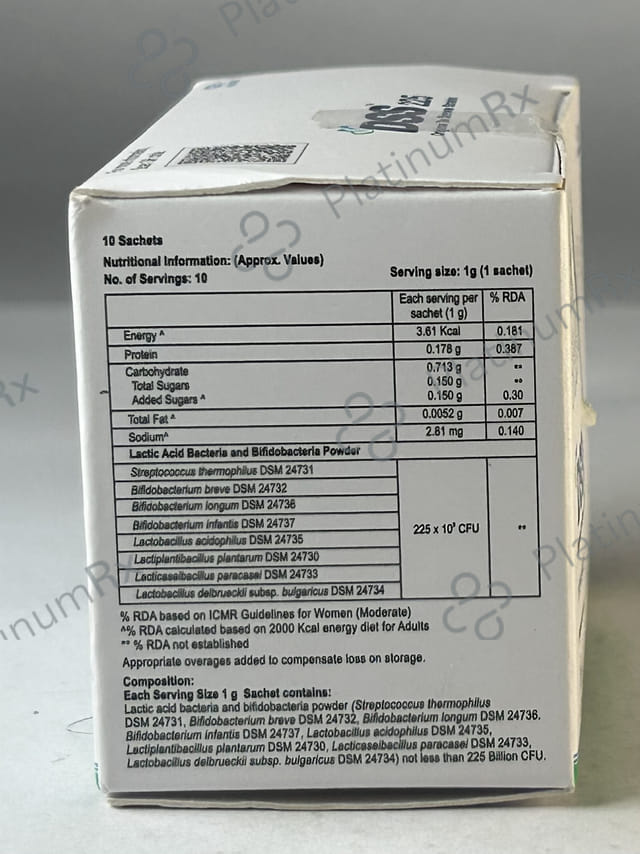 DSS 225
10 Sachets
Nutritional Information: (Approx. Values)
No. of Servings: 10 Serving size: 1g (1 sachet)
Each serving per sachet (1 g) % RDA
Energy ^ 3.61 Kcal 0.181
Protein 0.178 g 0.387
Carbohydrate 0.713 g **
Total Sugars 0.150 g **
Added Sugars ^ 0.150 g 0.30
Total Fat ^ 0.0052 g 0.007
Sodium^ 2.81 mg 0.140
Lactic Acid Bacteria and Bifidobacteria Powder
Streptococcus thermophilus DSM 24731
Bifidobacterium breve DSM 24732
Bifidobacterium longum DSM 24736
Bifidobacterium infantis DSM 24737
Lactobacillus acidophilus DSM 24735
Lactiplantibacillus plantarum DSM 24730
Lacticaseibacillus paracasei DSM 24733
Lactobacillus delbrueckii subsp. bulgaricus DSM 24734
225 x 10⁹ CFU **
% RDA based on ICMR Guidelines for Women (Moderate)
^% RDA calculated based on 2000 Kcal energy diet for Adults
** % RDA not established
Appropriate overages added to compensate loss on storage.
Composition:
Each Serving Size 1 g Sachet contains:
Lactic acid bacteria and bifidobacteria powder (Streptococcus thermophilus
DSM 24731, Bifidobacterium breve DSM 24732, Bifidobacterium longum DSM 24736.
Bifidobacterium infantis DSM 24737, Lactobacillus acidophilus DSM 24735,
Lactiplantibacillus plantarum DSM 24730, Lacticaseibacillus paracasei DSM 24733,
Lactobacillus delbrueckii subsp. bulgaricus DSM 24734) not less than 225 Billion CFU.
PlatinumRx
PlatinumRx
PlatinumRx